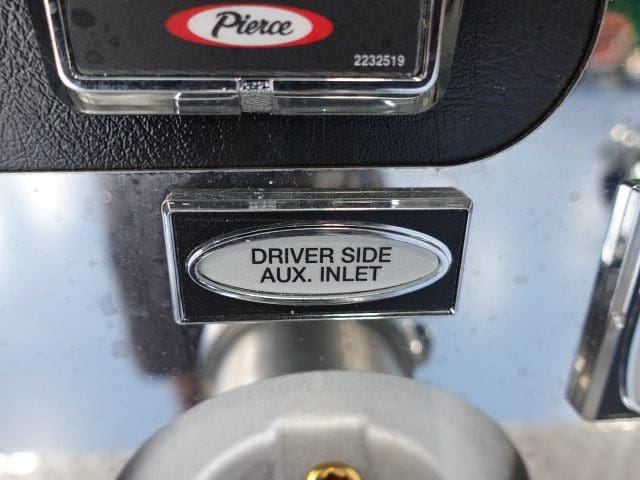 Pierce
2232519
DRIVER SIDE
AUX. INLET